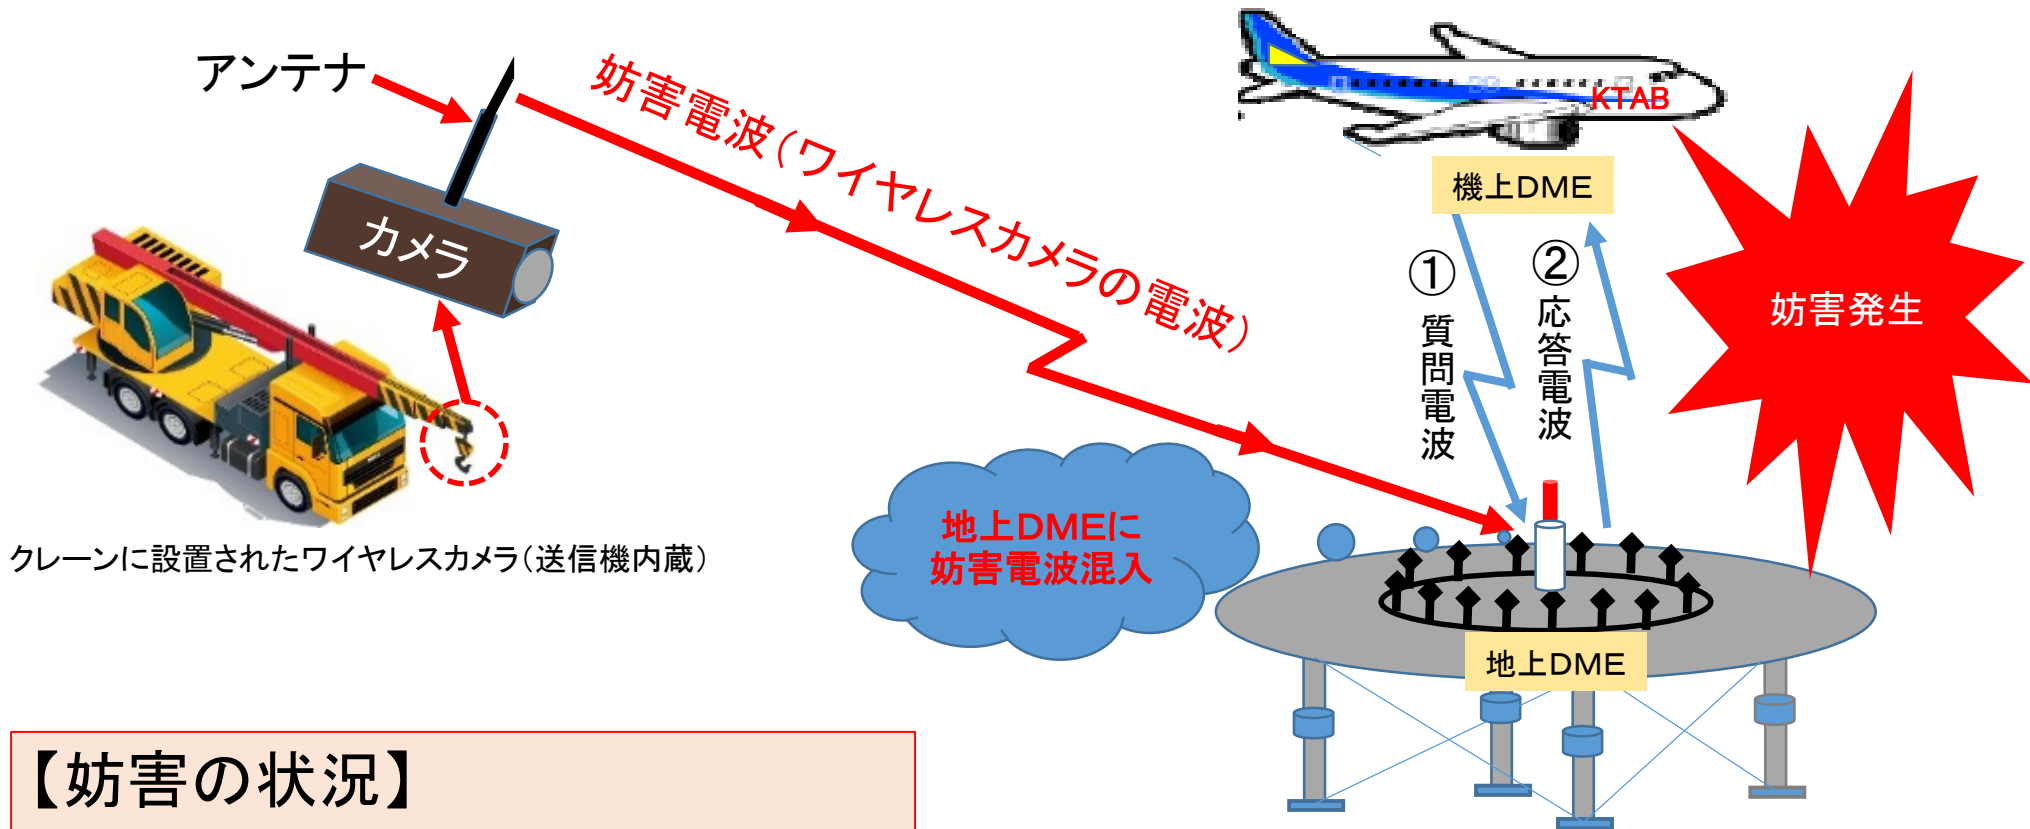 アンテナ
妨害電波（ワイヤレスカメラの電波）
KTAB
機上DME
カメラ
①
質問電波
②
応答電波
妨害発生
地上DMEに
妨害電波混入
クレーンに設置されたワイヤレスカメラ（送信機内蔵）
地上DME
【妨害の状況】